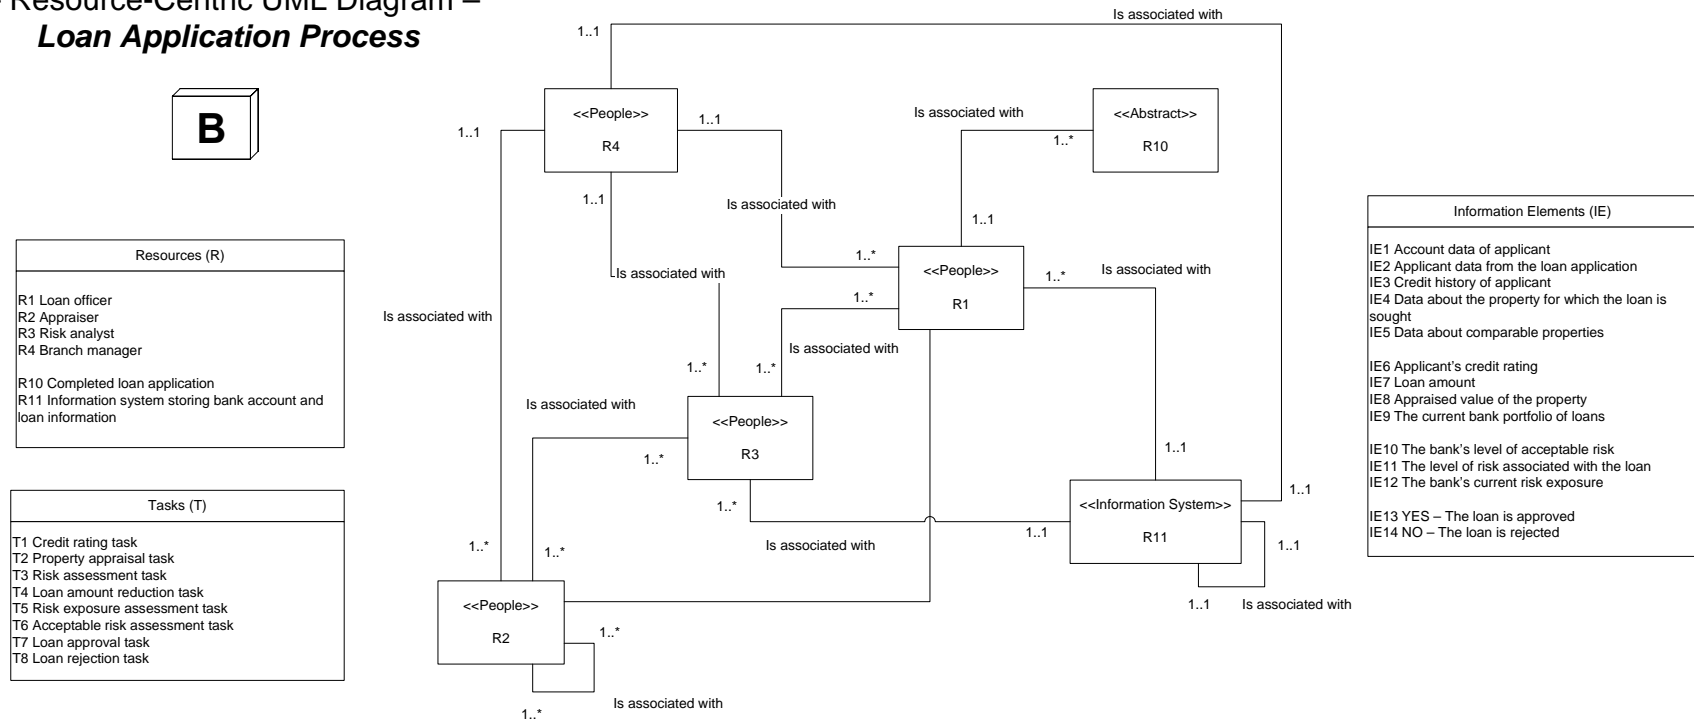 Resource-Centric UML Diagram –
Loan Application Process
B
Resources (R)
R1 Loan officer
R2 Appraiser
R3 Risk analyst
R4 Branch manager
R10 Completed loan application
R11 Information system storing bank account and
loan information
Tasks (T)
T1 Credit rating task
T2 Property appraisal task
T3 Risk assessment task
T4 Loan amount reduction task
T5 Risk exposure assessment task
T6 Acceptable risk assessment task
T7 Loan approval task
T8 Loan rejection task
Is associated with
1..1
<<People>>
R4
1..1
1..1
1..1
Is associated with
<<Abstract>>
R10
1..*
1..1
Is associated with
1..*
<<People>>
R1
1..*
Is associated with
1..*
Is associated with
Is associated with
Is associated with
1..*
1..*
Is associated with
<<People>>
R3
1..*
1..*
1..1
<<Information System>>
R11
1..1
1..1
Is associated with
1..1
1..1
Is associated with
1..*
1..*
<<People>>
R2
1..*
Is associated with
1..*
Information Elements (IE)
IE1 Account data of applicant
IE2 Applicant data from the loan application
IE3 Credit history of applicant
IE4 Data about the property for which the loan is
sought
IE5 Data about comparable properties
IE6 Applicant's credit rating
IE7 Loan amount
IE8 Appraised value of the property
IE9 The current bank portfolio of loans
IE10 The bank's level of acceptable risk
IE11 The level of risk associated with the loan
IE12 The bank's current risk exposure
IE13 YES – The loan is approved
IE14 NO – The loan is rejected